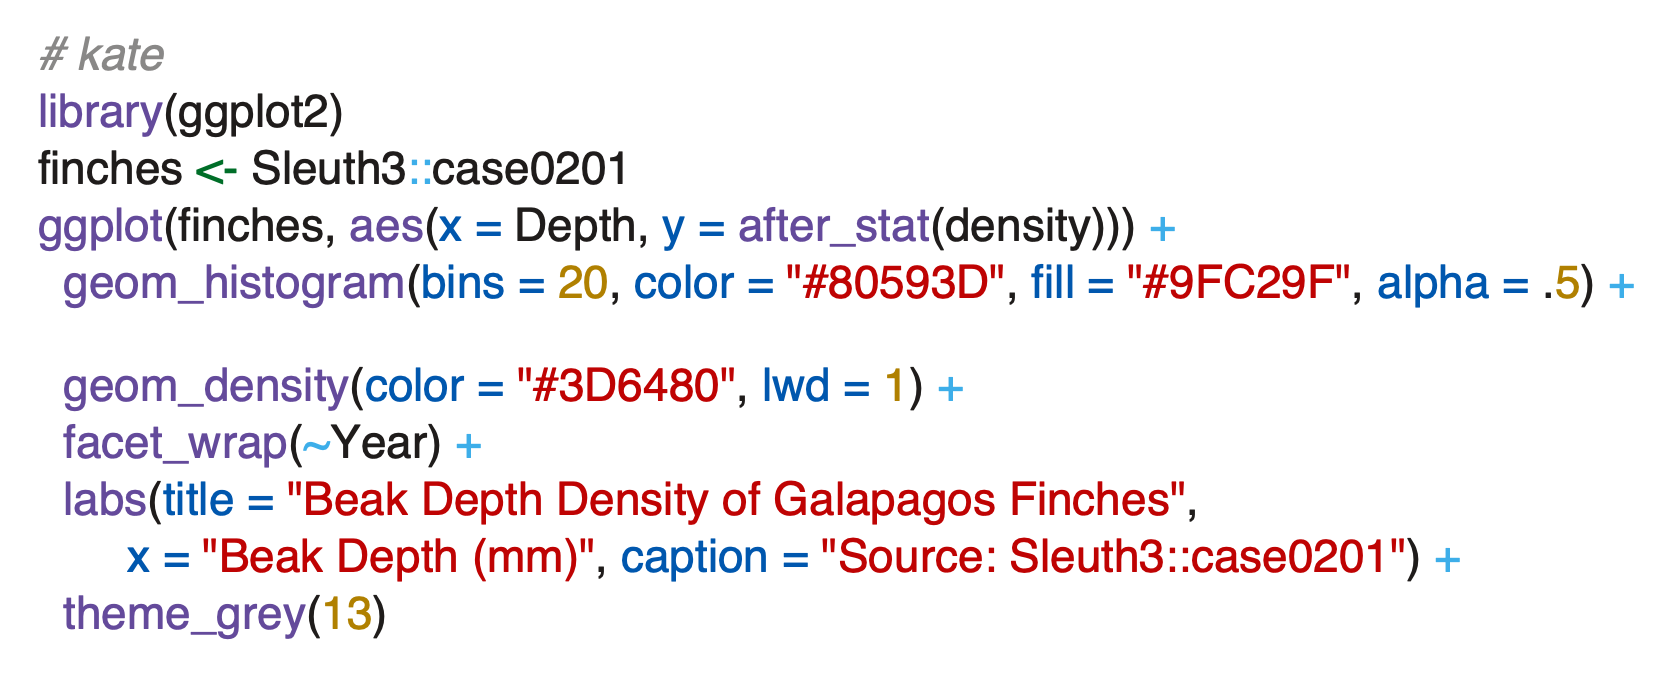 # kate
library(ggplot2)
finches <- Sleuth3::case0201
ggplot(finches, aes(x = Depth, y = after_stat(density))) +
  geom_histogram(bins = 20, color = "#80593D", fill = "#9FC29F", alpha = .5) +

  geom_density(color = "#3D6480", lwd = 1) +
  facet_wrap(~Year) +
  labs(title = "Beak Depth Density of Galapagos Finches",
       x = "Beak Depth (mm)", caption = "Source: Sleuth3::case0201") +
  theme_grey(13)